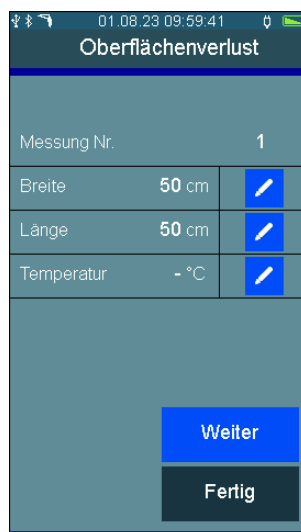 01.08.23 09:59:41
Oberflächenverlust
Messung Nr. 1
Breite 50 cm
Länge 50 cm
Temperatur - °C
Weiter
Fertig